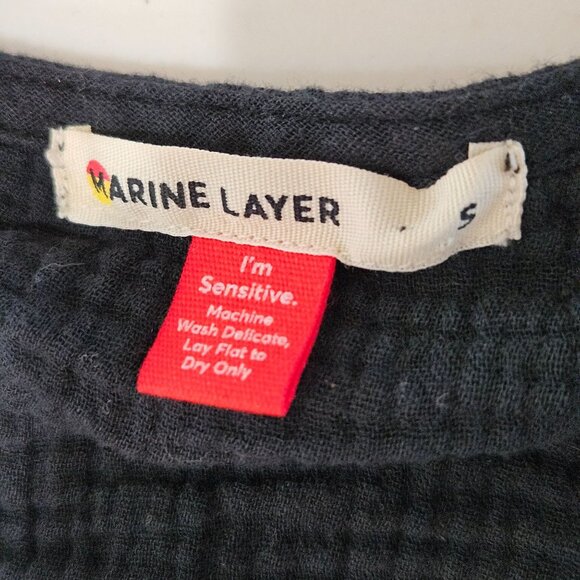 MARINE LAYER
S
I'm
Sensitive.
Machine
Wash Delicate,
Lay Flat to
Dry Only